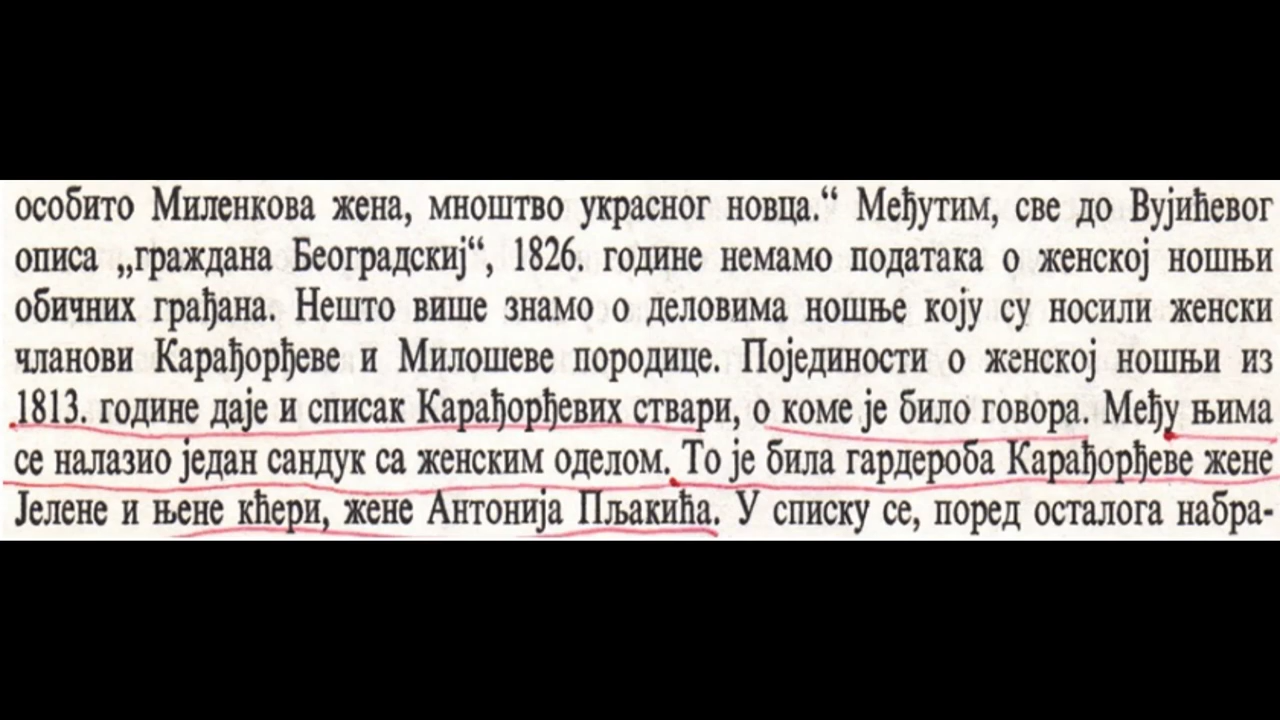 особито Миленкова жена, мноштво украсног новца.“ Међутим, све до Вујићевог
описа „граждана Београдскиј“, 1826. године немамо података о женској ношњи
обичних грађана. Нешто више знамо о деловима ношње коју су носили женски
чланови Карађорђеве и Милошеве породице. Појединости о женској ношњи из
1813. године даје и списак Карађорђевих ствари, о коме је било говора. Међу њима
се налазио један сандук са женским оделом. То је била гардероба Карађорђеве жене
Јелене и њене кћери, жене Антонија Пљакића. У списку се, поред осталога набра-